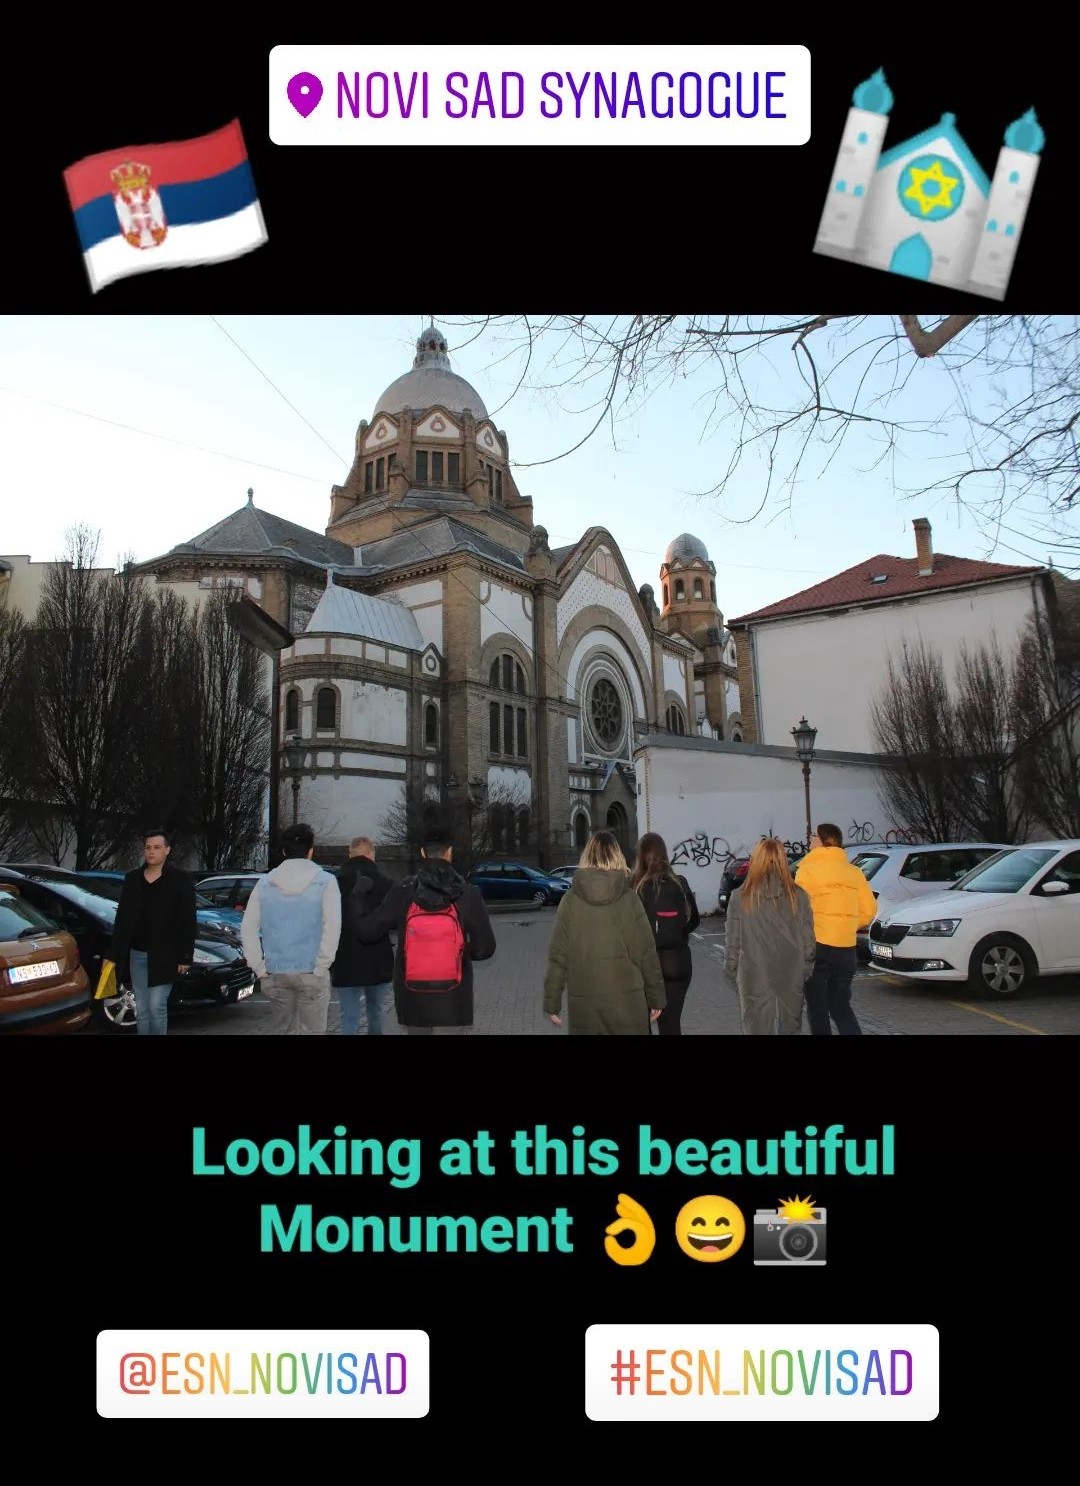 NOVI SAD SYNAGOGUE
Looking at this beautiful
Monument 👌😄📸
@ESN_NOVISAD
#ESN_NOVISAD